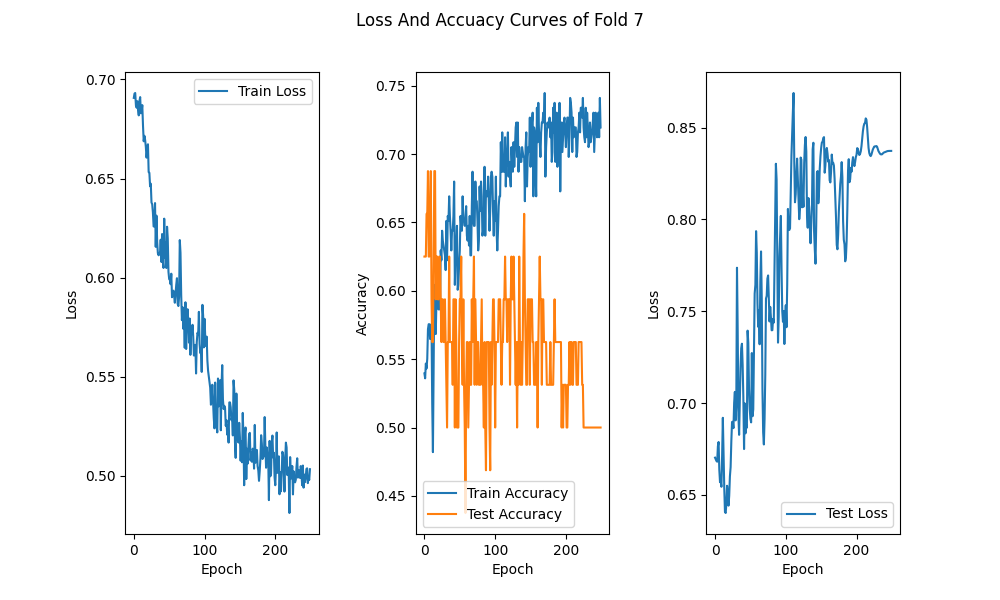 Loss And Accuacy Curves of Fold 7
0.70
0.65
0.60
0.55
0.50
Loss
0
100
200
Epoch
Train Loss
0.75
0.70
0.65
0.60
0.55
0.50
0.45
Accuracy
0
100
200
Epoch
Train Accuracy
Test Accuracy
0.85
0.80
0.75
0.70
0.65
Loss
0
100
200
Epoch
Test Loss